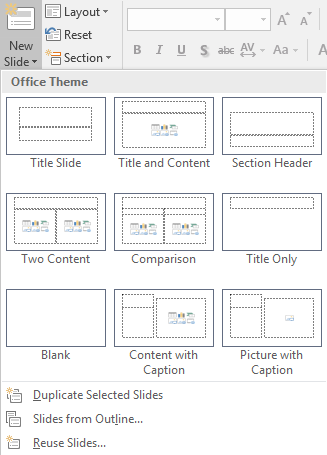 New Slide
Layout
Reset
Section
B I U S abc AV Aa
A A
Office Theme
Title Slide
Title and Content
Section Header
Two Content
Comparison
Title Only
Blank
Content with Caption
Picture with Caption
Duplicate Selected Slides
Slides from Outline...
Reuse Slides...